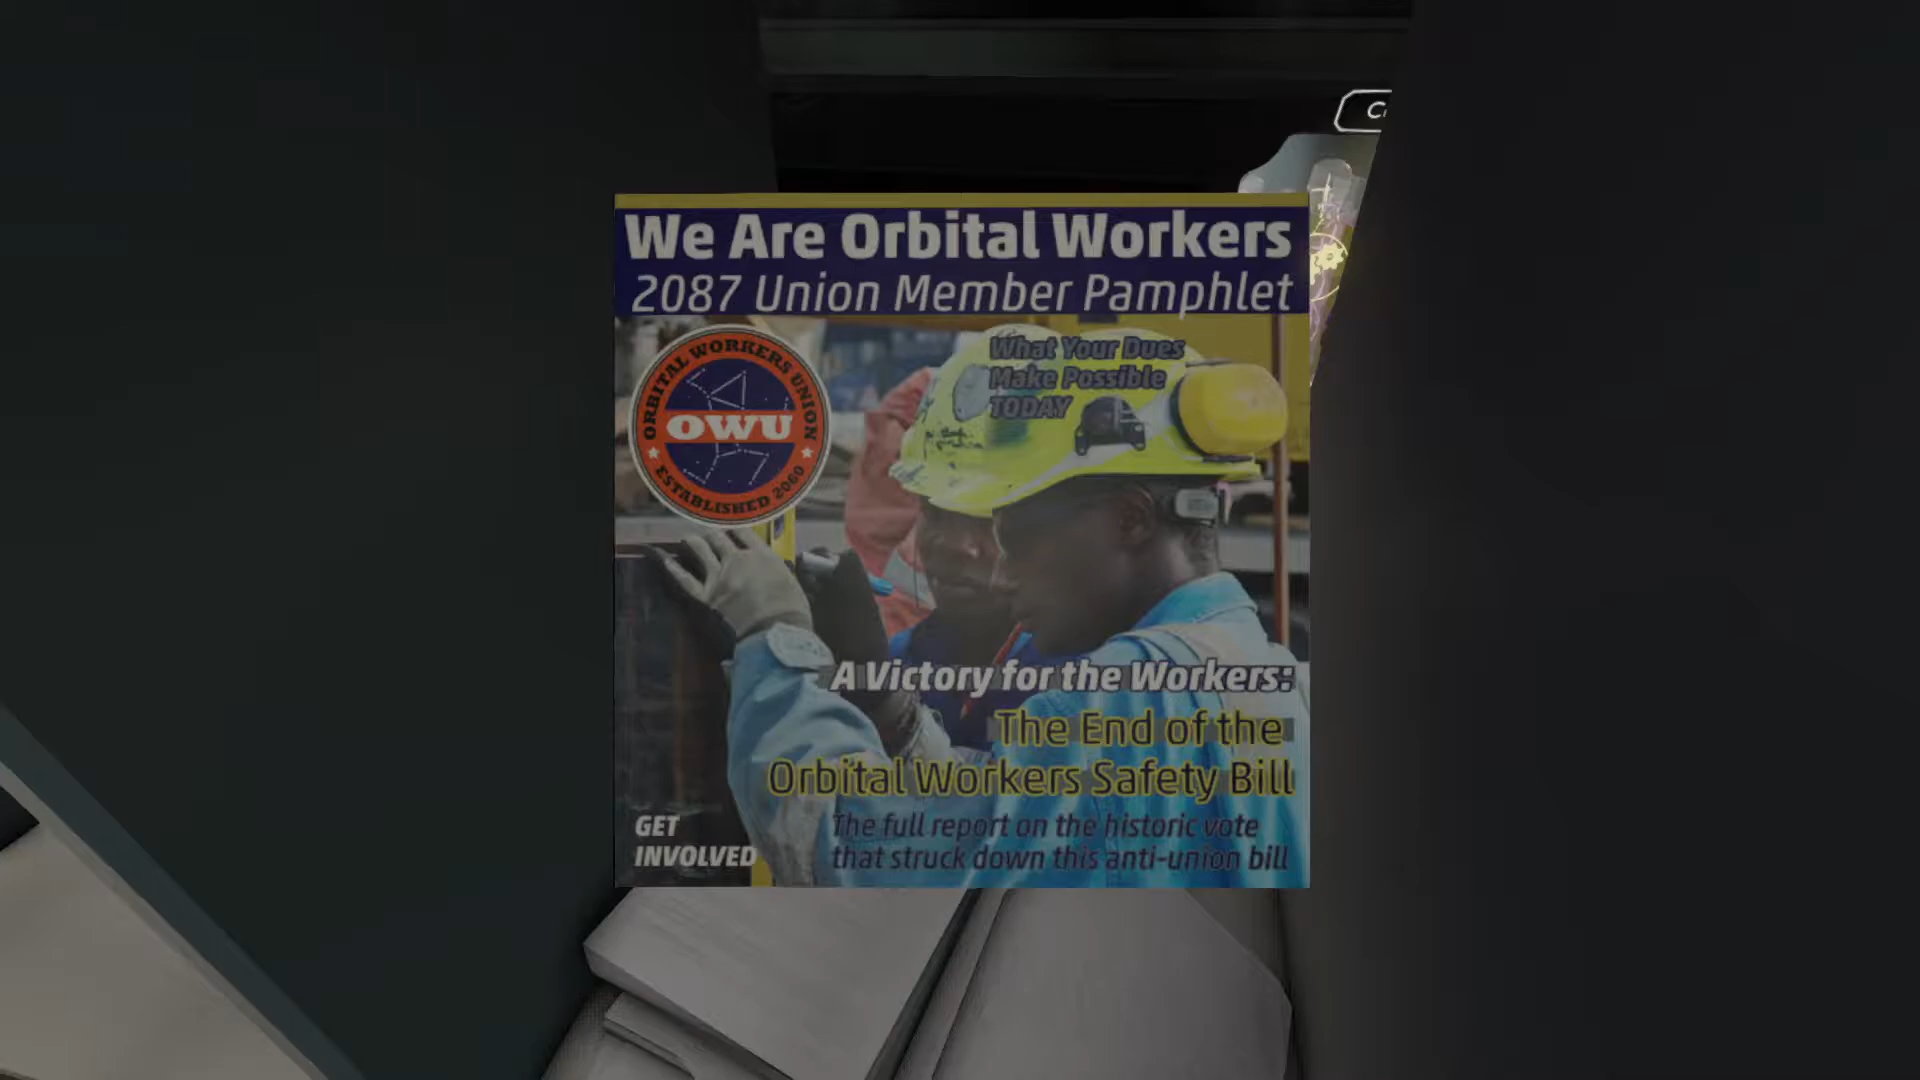 We Are Orbital Workers
2087 Union Member Pamphlet
ORBITAL WORKERS UNION
OWU
ESTABLISHED 2060
What Your Dues
Make Possible
TODAY
A Victory for the Workers:
The End of the
Orbital Workers Safety Bill
The full report on the historic vote
that struck down this anti-union bill
GET
INVOLVED